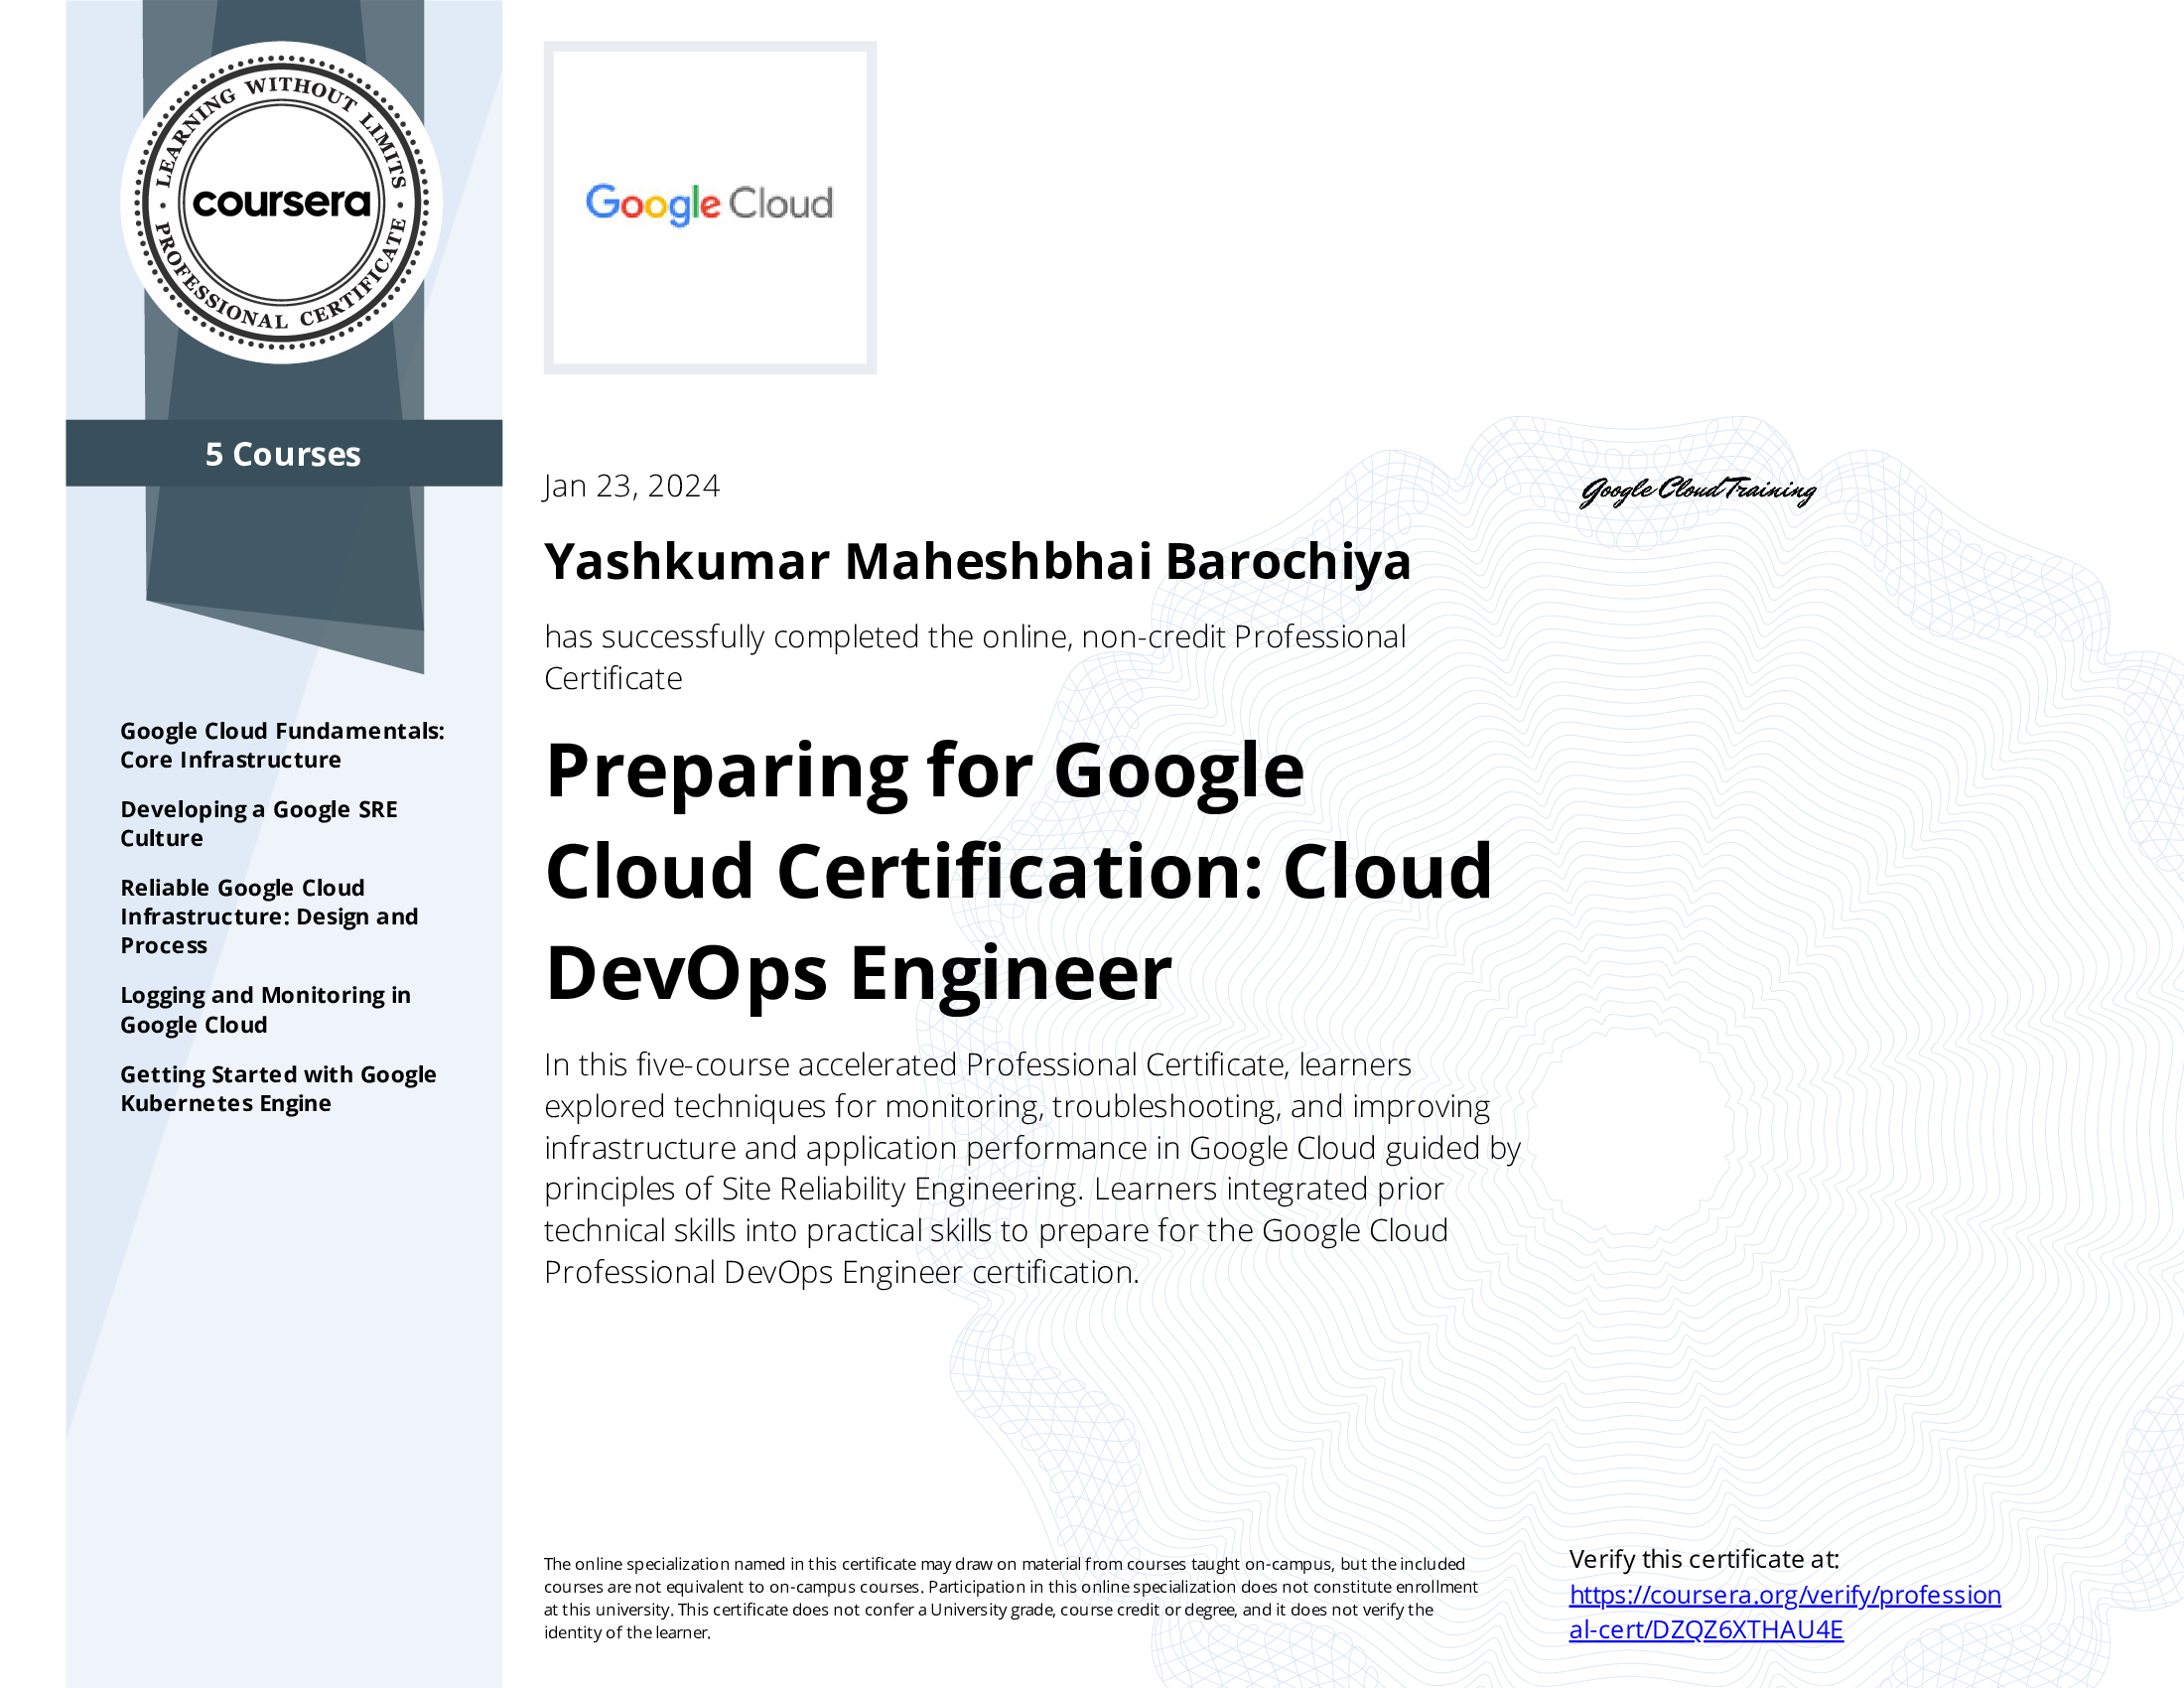 LEARNING WITHOUT LIMITS
coursera
PROFESSIONAL CERTIFICATE
5 Courses
Google Cloud Fundamentals:
Core Infrastructure
Developing a Google SRE
Culture
Reliable Google Cloud
Infrastructure: Design and
Process
Logging and Monitoring in
Google Cloud
Getting Started with Google
Kubernetes Engine
Google Cloud
Jan 23, 2024
Google Cloud Training
Yashkumar Maheshbhai Barochiya
has successfully completed the online, non-credit Professional
Certificate
Preparing for Google
Cloud Certification: Cloud
DevOps Engineer
In this five-course accelerated Professional Certificate, learners
explored techniques for monitoring, troubleshooting, and improving
infrastructure and application performance in Google Cloud guided by
principles of Site Reliability Engineering. Learners integrated prior
technical skills into practical skills to prepare for the Google Cloud
Professional DevOps Engineer certification.
The online specialization named in this certificate may draw on material from courses taught on-campus, but the included
courses are not equivalent to on-campus courses. Participation in this online specialization does not constitute enrollment
at this university. This certificate does not confer a University grade, course credit or degree, and it does not verify the
identity of the learner.
Verify this certificate at:
https://coursera.org/verify/profession
al-cert/DZQZ6XTHAU4E